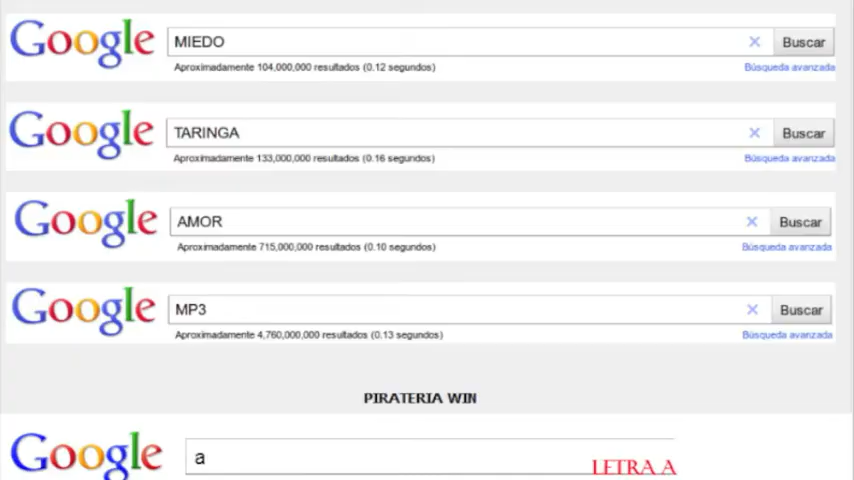 Google MIEDO × Buscar
Aproximadamente 104,000,000 resultados (0.12 segundos) Búsqueda avanzada
Google TARINGA × Buscar
Aproximadamente 133,000,000 resultados (0.16 segundos) Búsqueda avanzada
Google AMOR × Buscar
Aproximadamente 715,000,000 resultados (0.10 segundos) Búsqueda avanzada
Google MP3 × Buscar
Aproximadamente 4,760,000,000 resultados (0.13 segundos) Búsqueda avanzada
PIRATERIA WIN
Google a
LETRA A